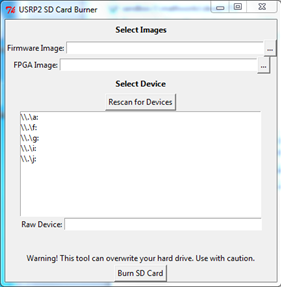 USRP2 SD Card Burner
Select Images
Firmware Image:
...
FPGA Image:
...
Select Device
Rescan for Devices
\\.\a:
\\.\f:
\\.\g:
\\.\i:
\\.\j:
Raw Device:
Warning! This tool can overwrite your hard drive. Use with caution.
Burn SD Card